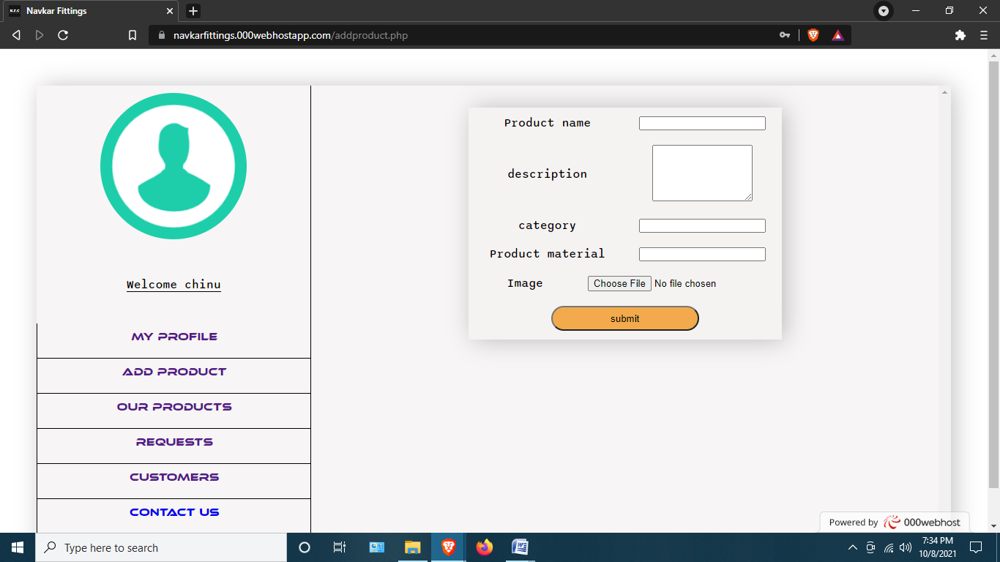 N.F.C
Navkar Fittings
navkarfittings.000webhostapp.com/addproduct.php
Welcome chinu
MY PROFILE
ADD PRODUCT
OUR PRODUCTS
REQUESTS
CUSTOMERS
CONTACT US
Product name
description
category
Product material
Image Choose File No file chosen
submit
Powered by 000webhost
Type here to search
7:34 PM
10/8/2021